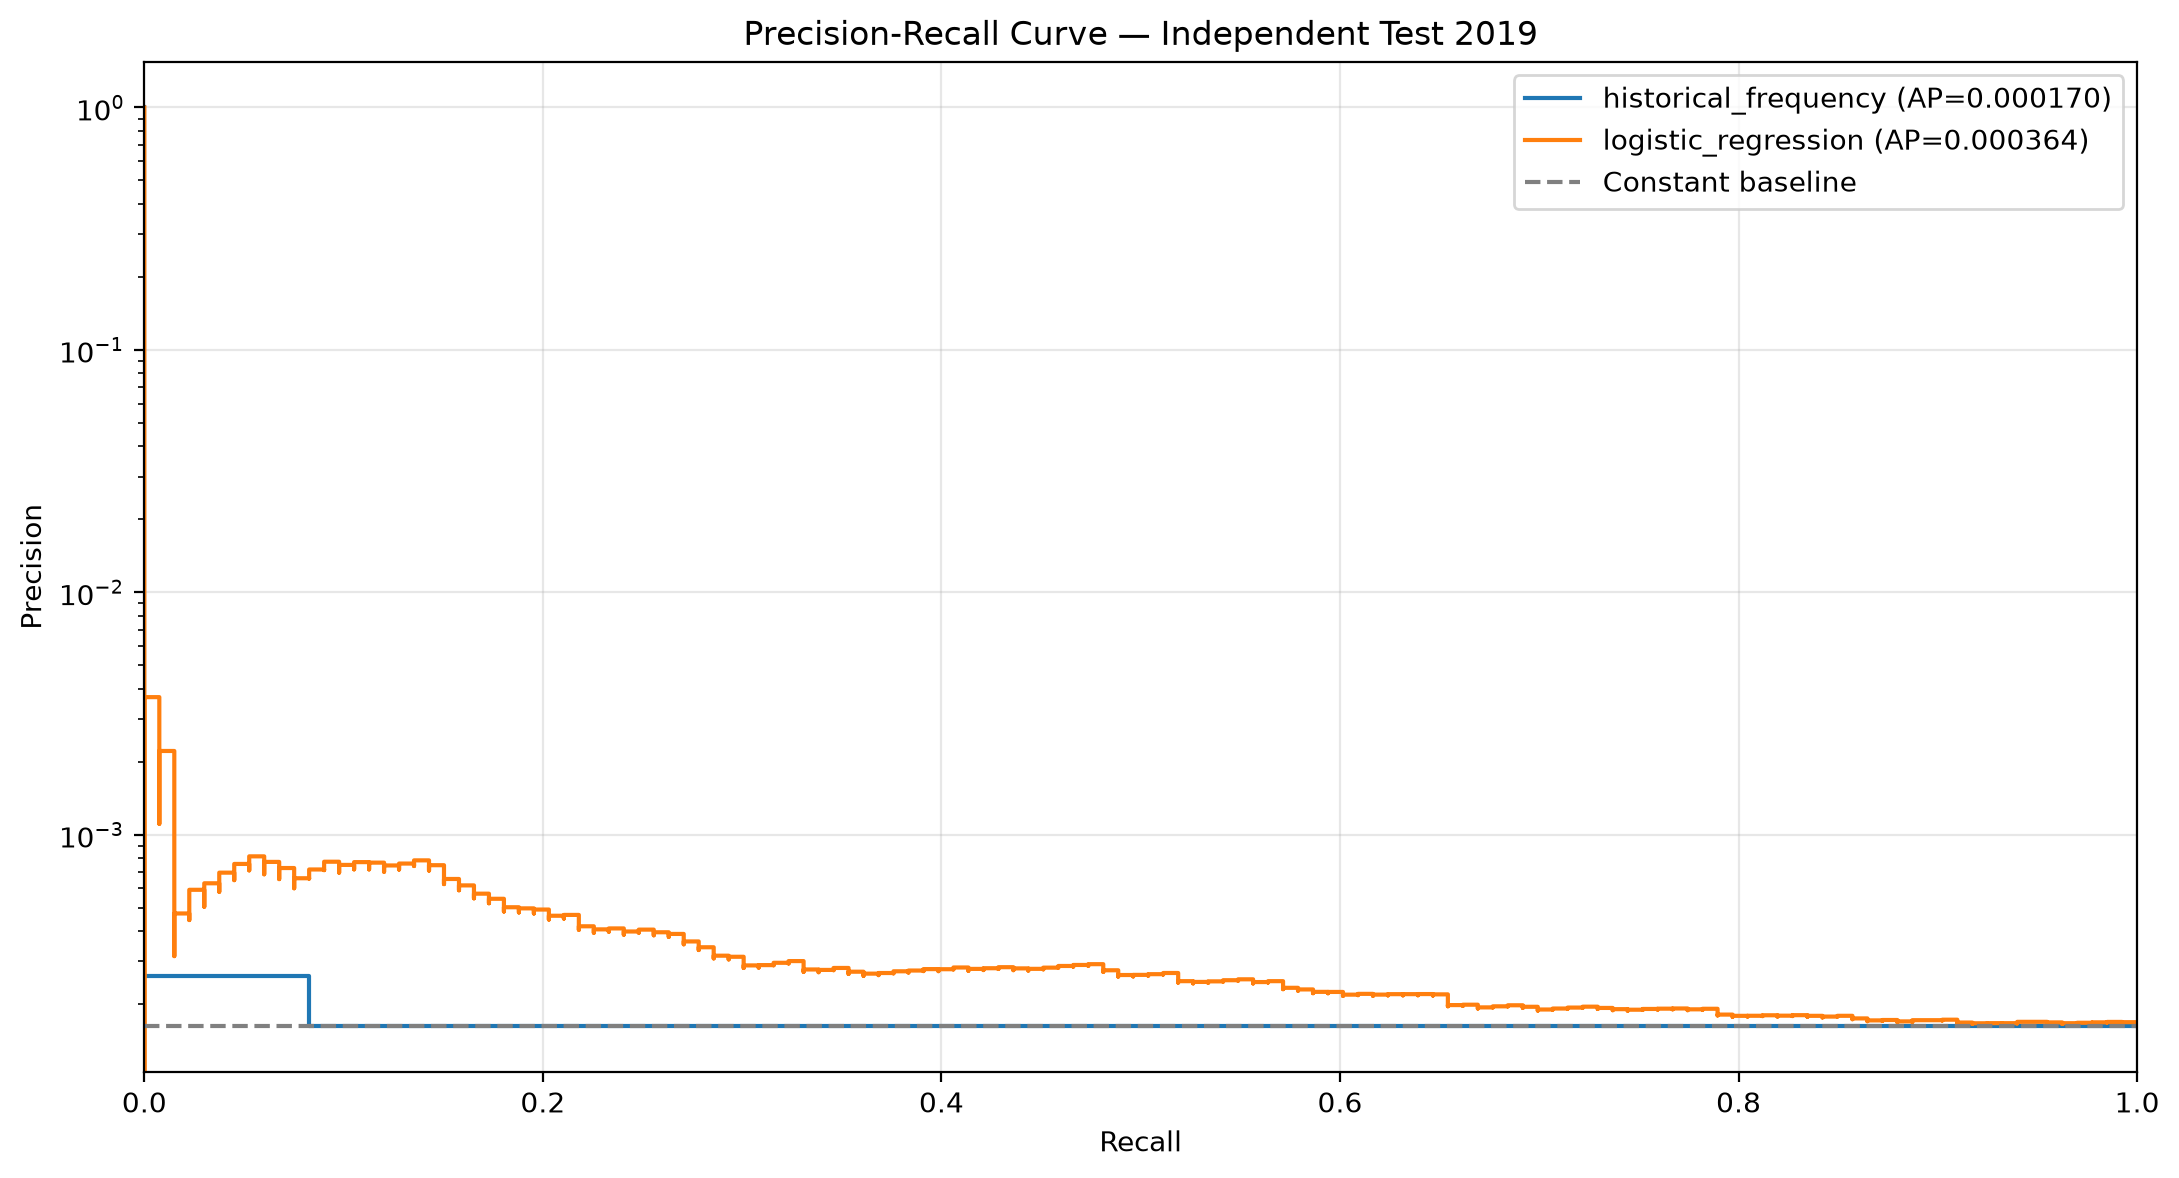 Precision-Recall Curve — Independent Test 2019
historical_frequency (AP=0.000170)
logistic_regression (AP=0.000364)
Constant baseline
Precision
10⁰
10⁻¹
10⁻²
10⁻³
0.0 0.2 0.4 0.6 0.8 1.0
Recall